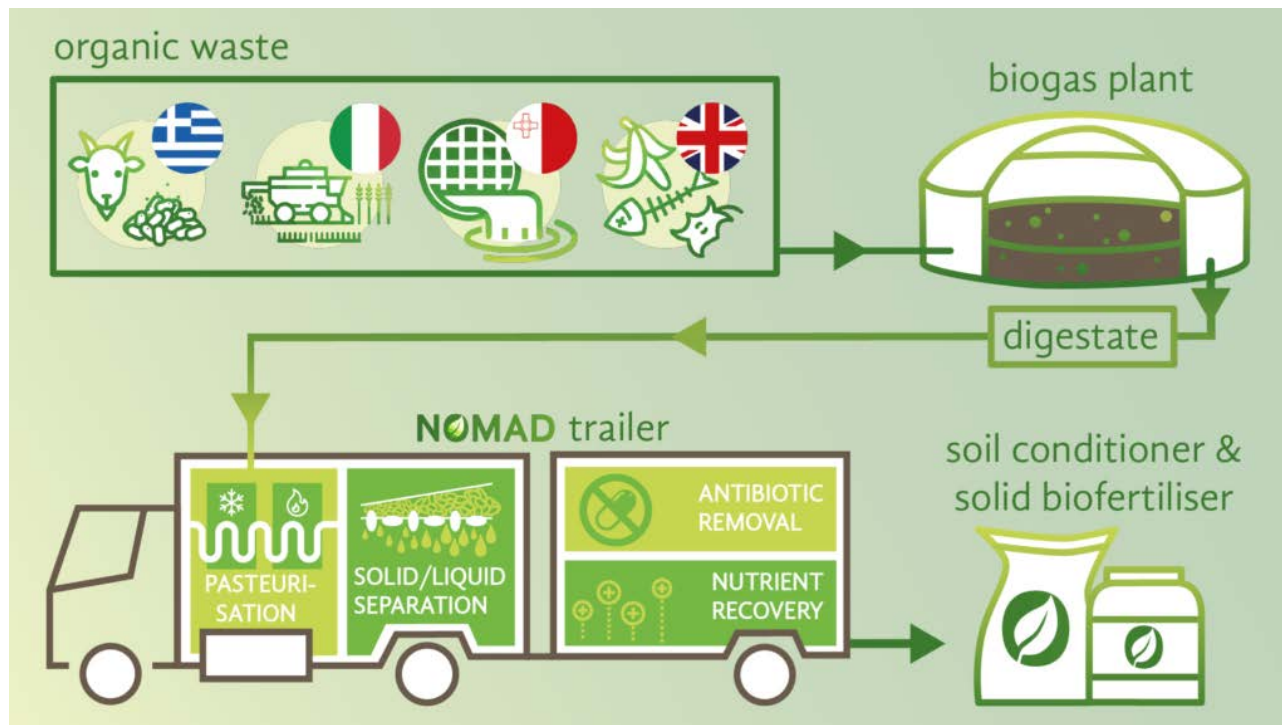 organic waste
biogas plant
digestate
NOMAD trailer
PASTEURI-
SATION
SOLID/LIQUID
SEPARATION
ANTIBIOTIC
REMOVAL
NUTRIENT
RECOVERY
soil conditioner &
solid biofertiliser